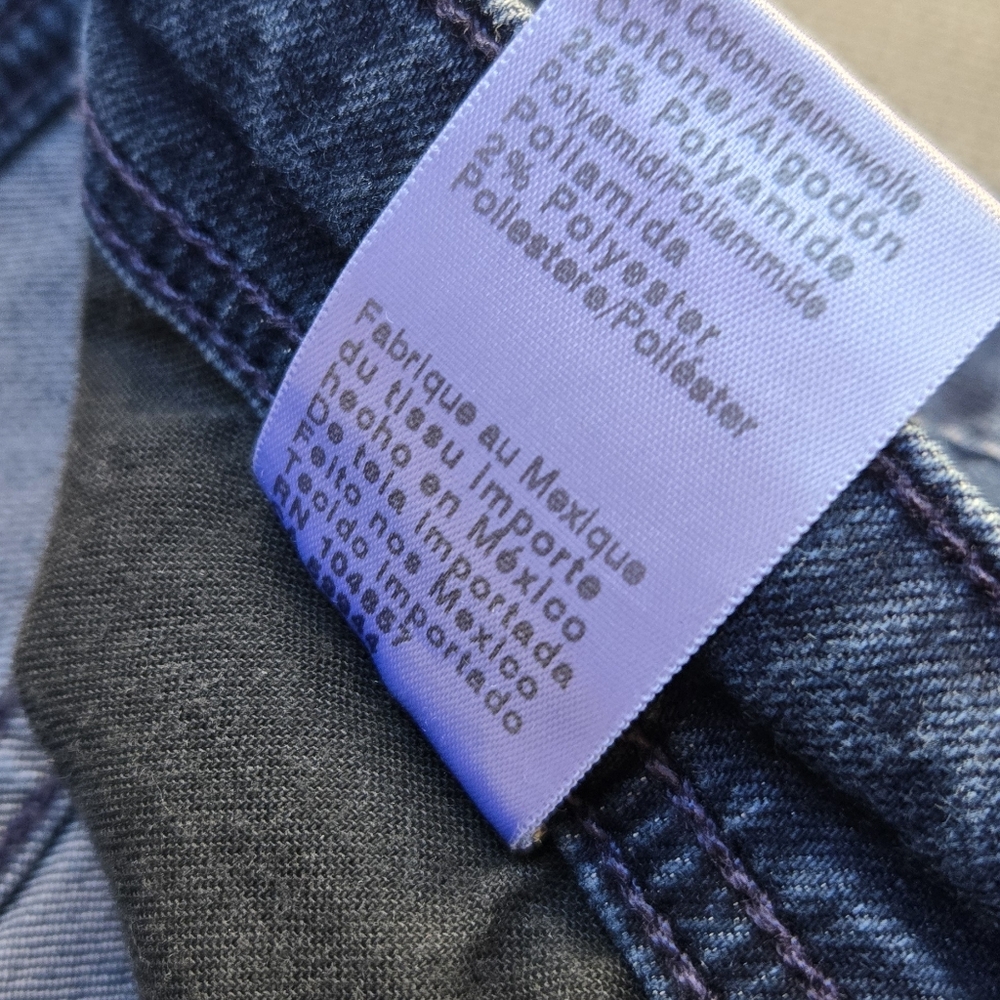 Coton/Baumwolle
Cotone/Algodón
25% Polyamide
Polyamid/Poliammide
Poliamida
2% Polyester
Poliestere/Poliéster
Fabrique au Mexique
du tissu Importe
hecho en México
De tela importada
Feito nos Mexico
Tecido importado
RN 104667